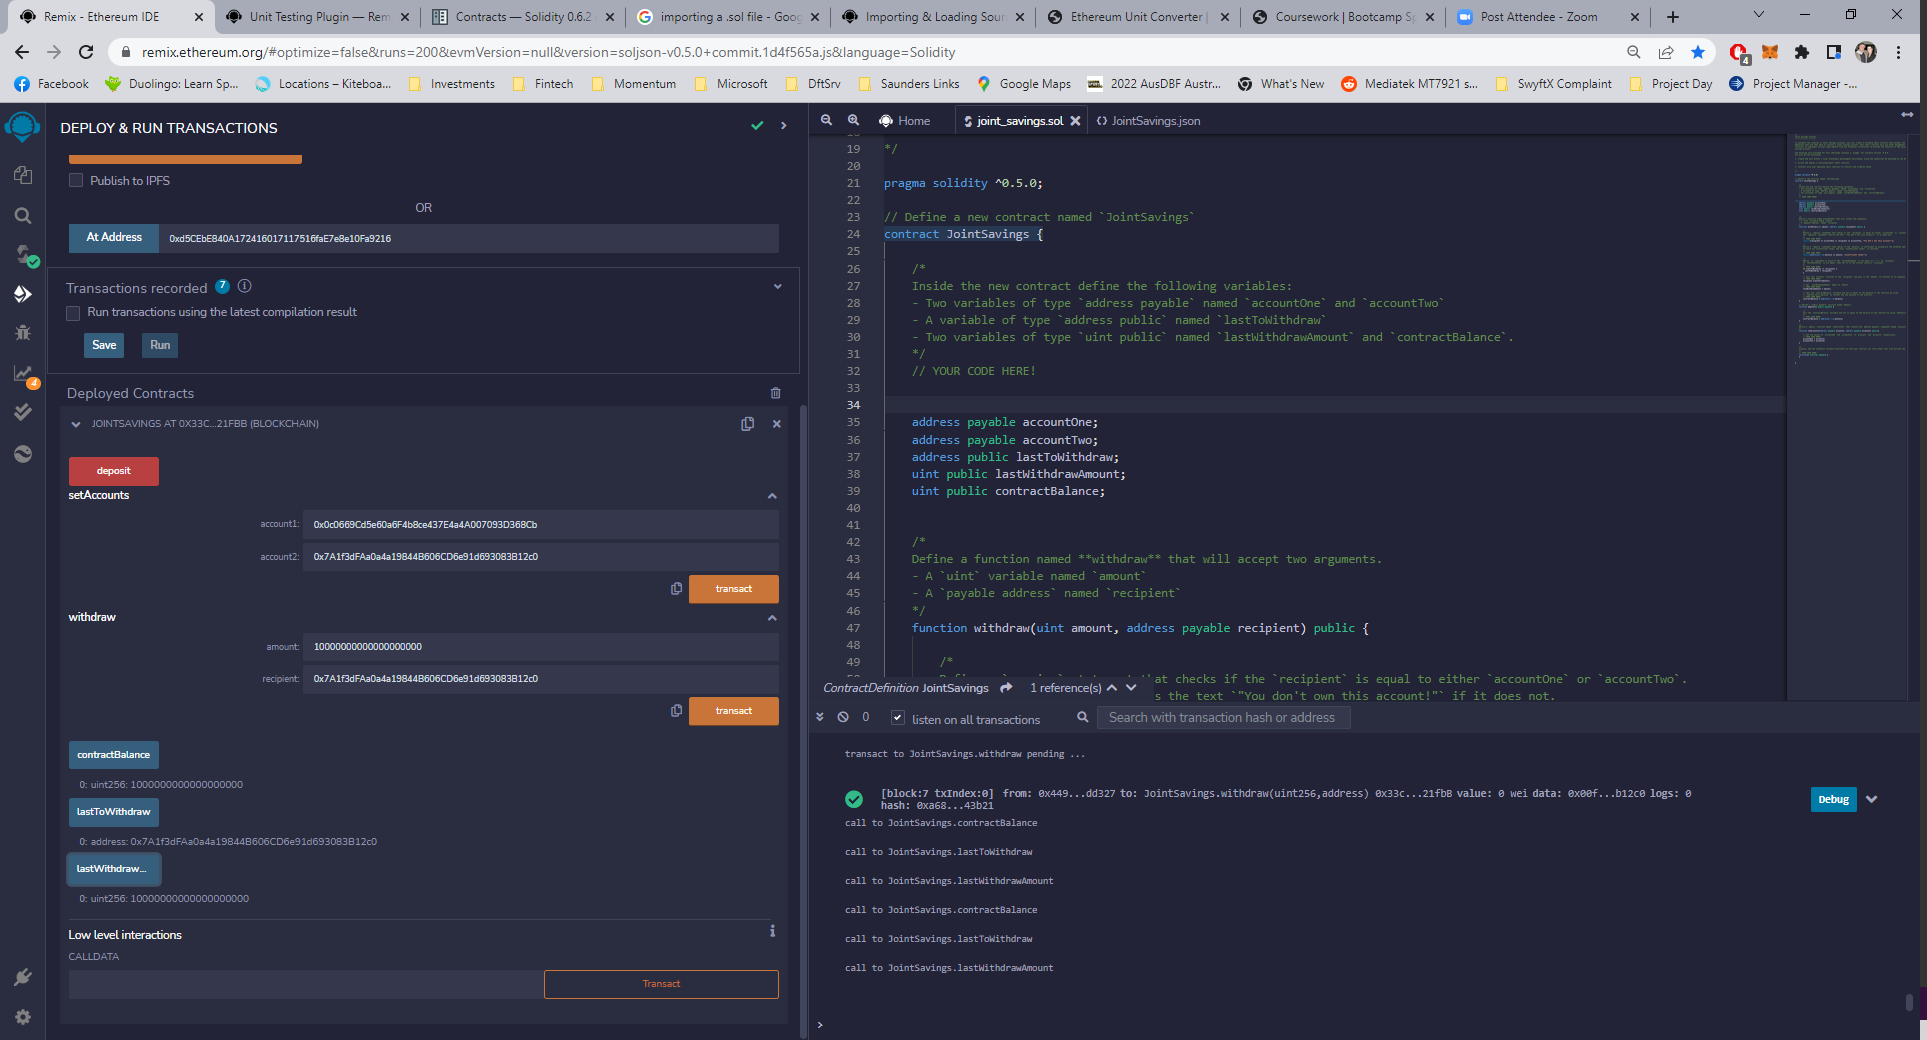 Remix - Ethereum IDE
Unit Testing Plugin — Rem
Contracts — Solidity 0.6.2
importing a .sol file - Goog
Importing & Loading Sour
Ethereum Unit Converter |
Coursework | Bootcamp Sp
Post Attendee - Zoom
remix.ethereum.org/#optimize=false&runs=200&evmVersion=null&version=soljson-v0.5.0+commit.1d4f565a.js&language=Solidity
4
Facebook
Duolingo: Learn Sp...
Locations – Kiteboa...
Investments
Fintech
Momentum
Microsoft
DftSrv
Saunders Links
Google Maps
2022 AusDBF Austr...
What's New
Mediatek MT7921 s...
SwyftX Complaint
Project Day
Project Manager -...
DEPLOY & RUN TRANSACTIONS
Publish to IPFS
OR
At Address
0xd5CEbE840A172416017117516faE7e8e10Fa9216
Transactions recorded 7
Run transactions using the latest compilation result
Save
Run
4
Deployed Contracts
JOINTSAVINGS AT 0X33C...21FBB (BLOCKCHAIN)
deposit
setAccounts
account1: 0x0c0669Cd5e60a6F4b8ce437E4a4A007093D368Cb
account2: 0x7A1f3dFAa0a4a19844B606CD6e91d693083B12c0
transact
withdraw
amount: 10000000000000000000
recipient: 0x7A1f3dFAa0a4a19844B606CD6e91d693083B12c0
transact
contractBalance
0: uint256: 1000000000000000000
lastToWithdraw
0: address: 0x7A1f3dFAa0a4a19844B606CD6e91d693083B12c0
lastWithdraw...
0: uint256: 10000000000000000000
Low level interactions
CALLDATA
Transact
Home
joint_savings.sol
JointSavings.json
19 */
20
21 pragma solidity ^0.5.0;
22
23 // Define a new contract named `JointSavings`
24 contract JointSavings {
25
26 /*
27 Inside the new contract define the following variables:
28 - Two variables of type `address payable` named `accountOne` and `accountTwo`
29 - A variable of type `address public` named `lastToWithdraw`
30 - Two variables of type `uint public` named `lastWithdrawAmount` and `contractBalance`.
31 */
32 // YOUR CODE HERE!
33
34
35 address payable accountOne;
36 address payable accountTwo;
37 address public lastToWithdraw;
38 uint public lastWithdrawAmount;
39 uint public contractBalance;
40
41
42 /*
43 Define a function named **withdraw** that will accept two arguments.
44 - A `uint` variable named `amount`
45 - A `payable address` named `recipient`
46 */
47 function withdraw(uint amount, address payable recipient) public {
48
49 /*
that checks if the `recipient` is equal to either `accountOne` or `accountTwo`.
ContractDefinition JointSavings 1 reference(s)
s the text `"You don't own this account!"` if it does not.
0
listen on all transactions
Search with transaction hash or address
transact to JointSavings.withdraw pending ...
[block:7 txIndex:0] from: 0x449...dd327 to: JointSavings.withdraw(uint256,address) 0x33c...21fbB value: 0 wei data: 0x00f...b12c0 logs: 0
hash: 0xa68...43b21
Debug
call to JointSavings.contractBalance
call to JointSavings.lastToWithdraw
call to JointSavings.lastWithdrawAmount
call to JointSavings.contractBalance
call to JointSavings.lastToWithdraw
call to JointSavings.lastWithdrawAmount
>